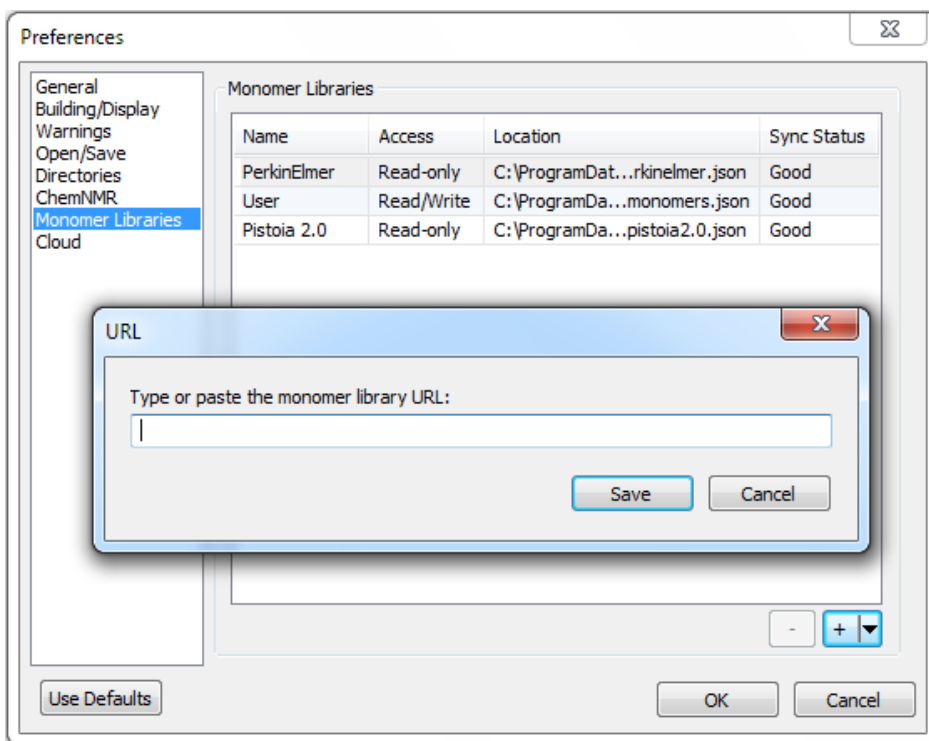 Preferences
General
Building/Display
Warnings
Open/Save
Directories
ChemNMR
Monomer Libraries
Cloud
Monomer Libraries
Name Access Location Sync Status
PerkinElmer Read-only C:\ProgramDat...rkinelmer.json Good
User Read/Write C:\ProgramDa...monomers.json Good
Pistoia 2.0 Read-only C:\ProgramDa...pistoia2.0.json Good
URL
Type or paste the monomer library URL:
Save Cancel
- +
Use Defaults OK Cancel